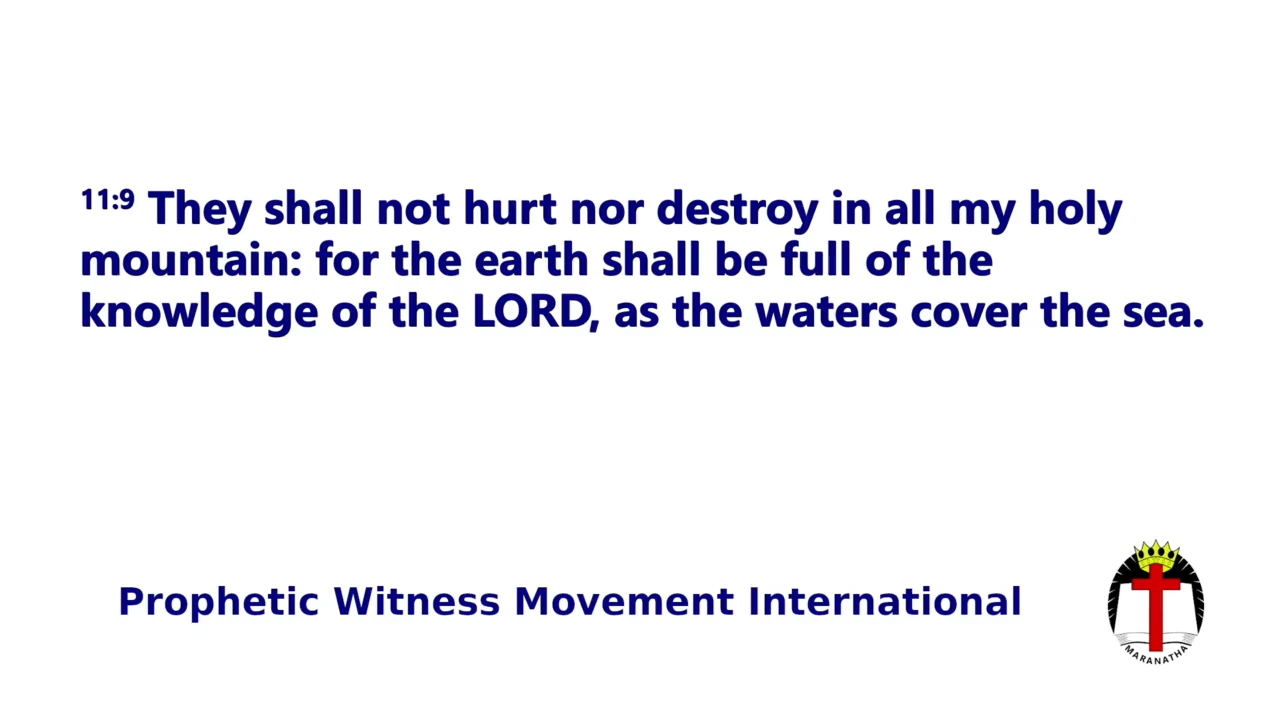 11:9 They shall not hurt nor destroy in all my holy
mountain: for the earth shall be full of the
knowledge of the LORD, as the waters cover the sea.
Prophetic Witness Movement International
MARANATHA